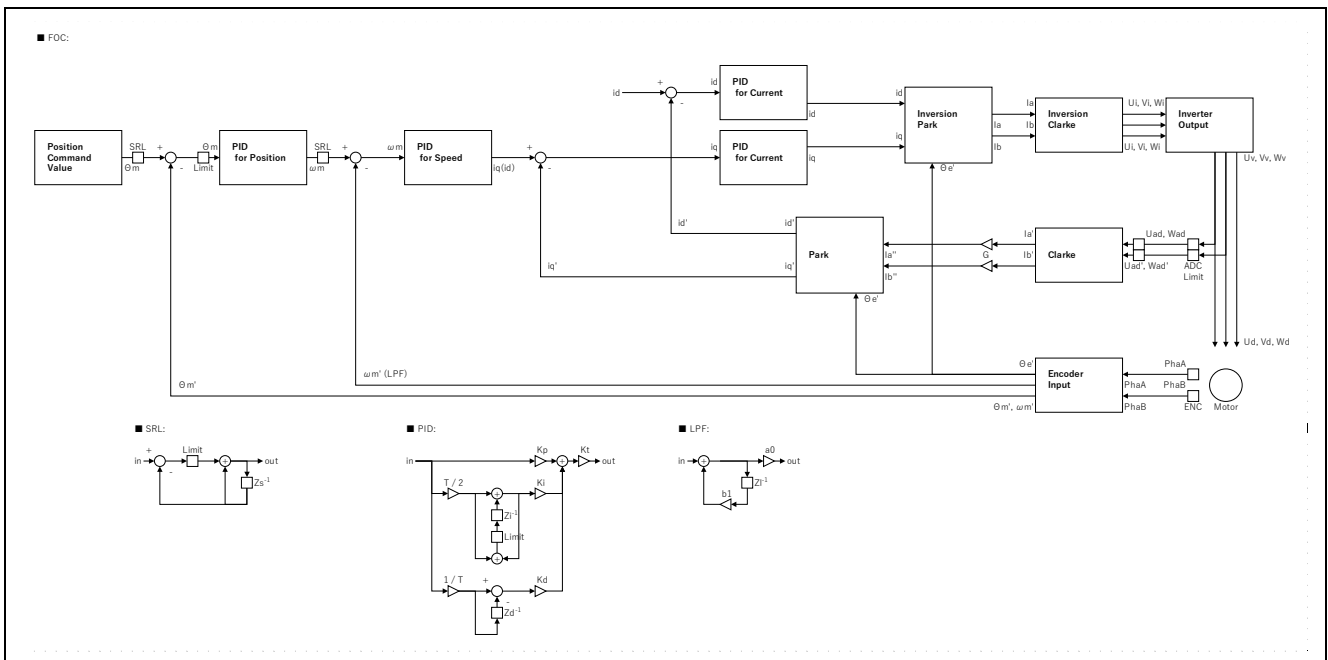 ■ FOC:
Position
Command
Value
SRL
Θm
+
-
Θm
Limit
PID
for Position
SRL
ωm
+
-
ωm
PID
for Speed
iq(id)
+
-
id
+
-
id
PID
for Current
id
iq
PID
for Current
iq
id
iq
Inversion
Park
Θe'
Ia
Ia
Ib
Ib
Inversion
Clarke
Ui, Vi, Wi
Ui, Vi, Wi
Inverter
Output
Uv, Vv, Wv
id'
id'
iq'
iq'
Park
Θe'
Ia''
Ib''
G
Ia'
Ib'
Clarke
Uad, Wad
Uad', Wad'
ADC
Limit
Ud, Vd, Wd
Θm'
ωm' (LPF)
Θe'
Θm', ωm'
Encoder
Input
PhaA
PhaA
PhaB
PhaB
ENC
Motor
■ SRL:
in
+
-
Limit
+
out
Zs-1
■ PID:
in
Kp
+
Kt
out
T / 2
+
Ki
Zi-1
Limit
+
1 / T
+
-
Kd
Zd-1
■ LPF:
in
+
a0
out
Zl-1
b1